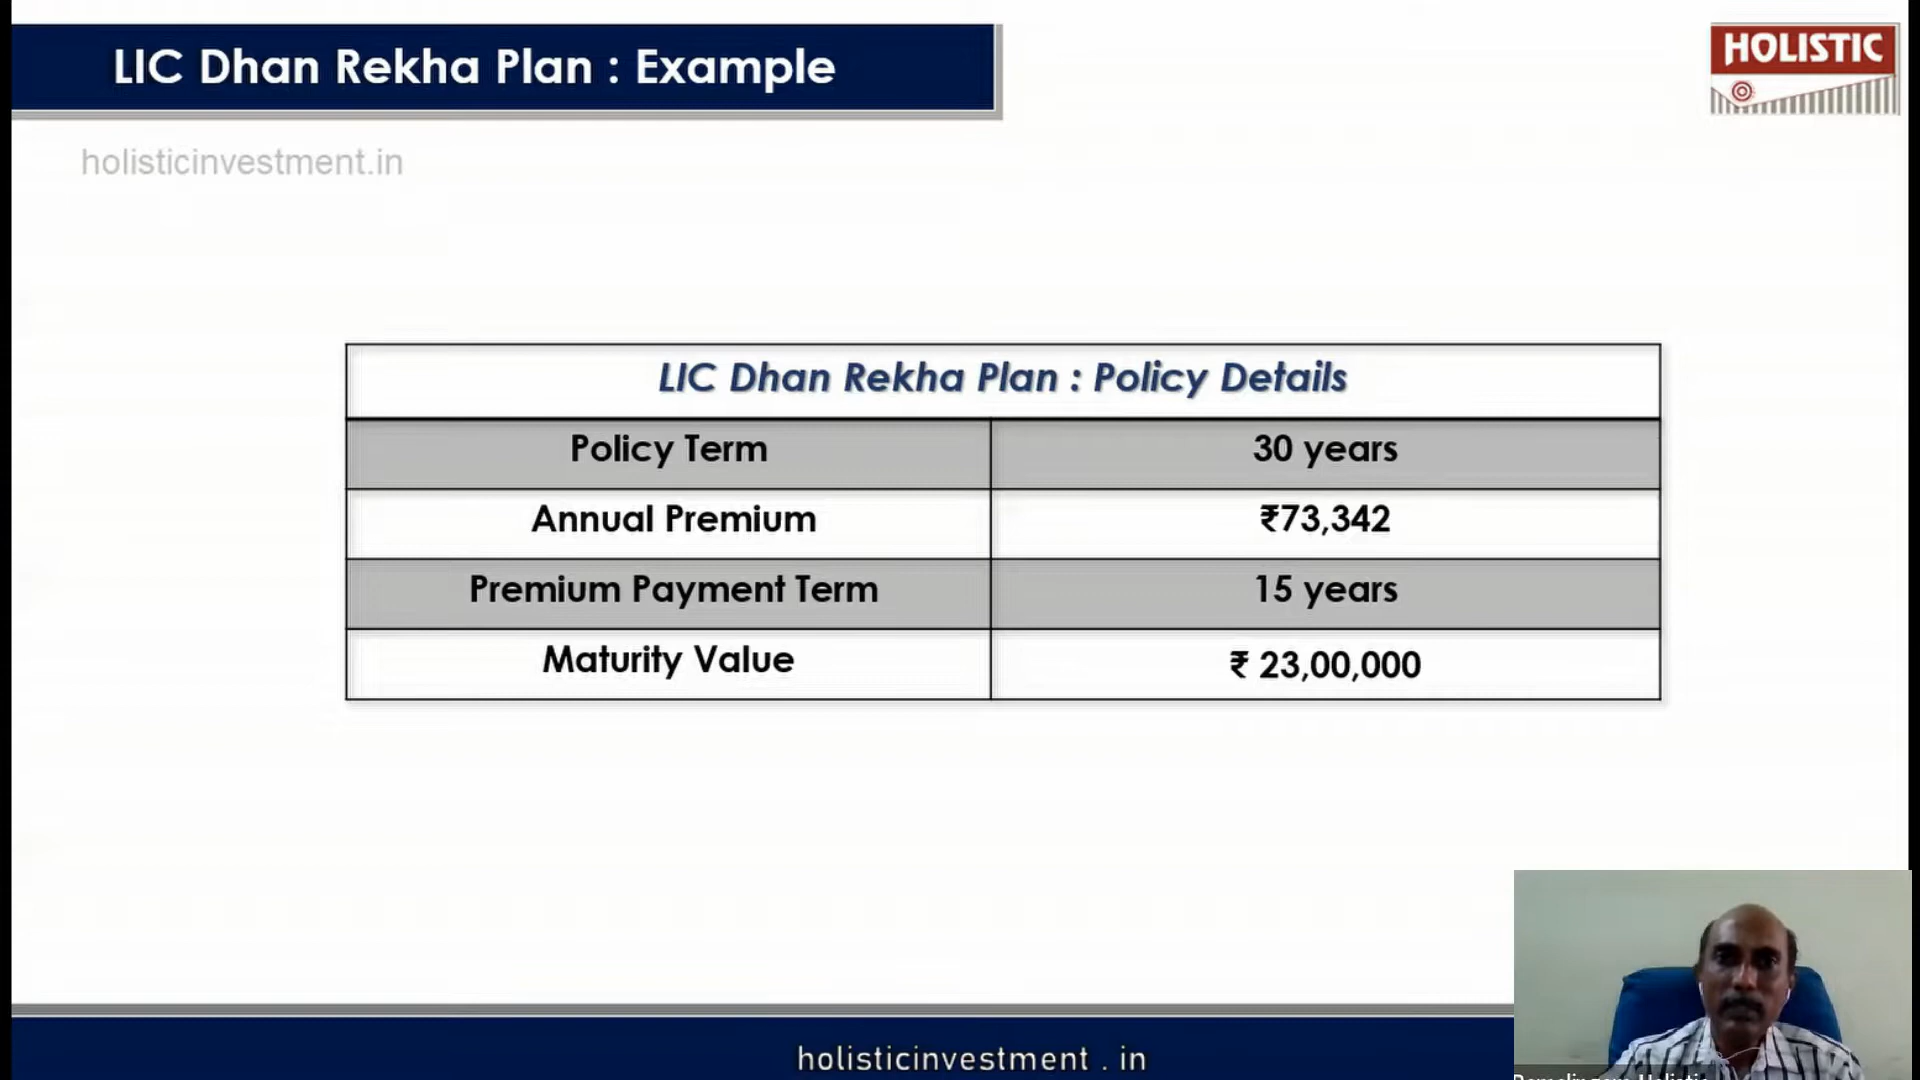 LIC Dhan Rekha Plan : Example
HOLISTIC
holisticinvestment.in
LIC Dhan Rekha Plan : Policy Details
Policy Term 30 years
Annual Premium ₹73,342
Premium Payment Term 15 years
Maturity Value ₹ 23,00,000
holisticinvestment . in